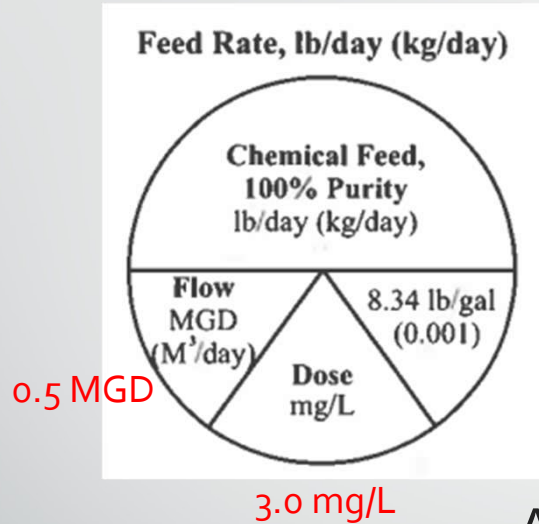 Feed Rate, lb/day (kg/day)
Chemical Feed,
100% Purity
lb/day (kg/day)
Flow
MGD
(M³/day)
8.34 lb/gal
(0.001)
Dose
mg/L
0.5 MGD
3.0 mg/L